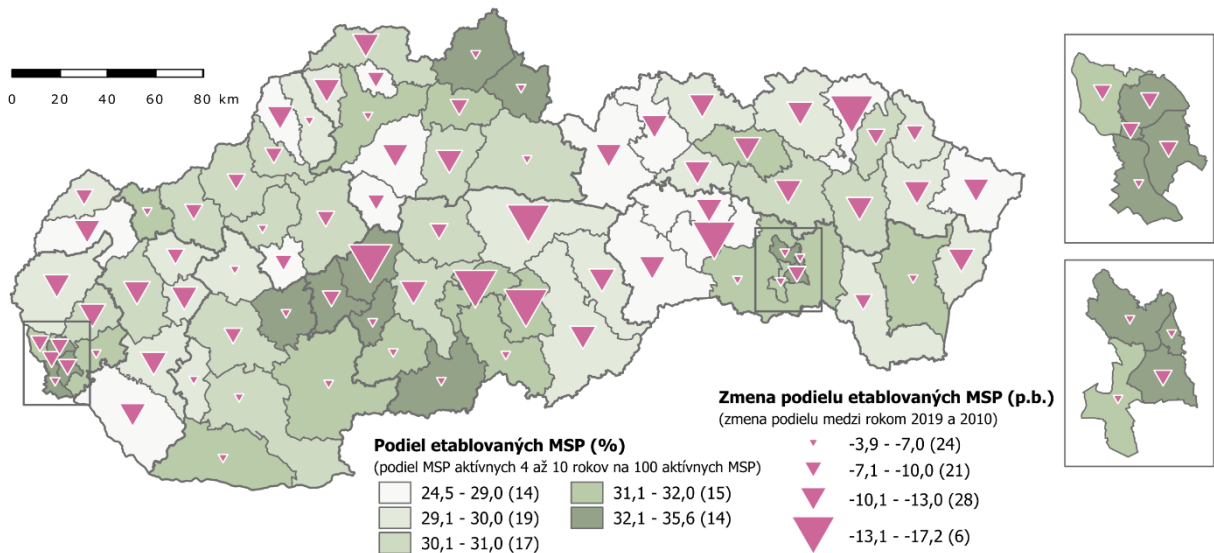 0 20 40 60 80 km
Podiel etablovaných MSP (%)
(podiel MSP aktívnych 4 až 10 rokov na 100 aktívnych MSP)
24,5 - 29,0 (14)
29,1 - 30,0 (19)
30,1 - 31,0 (17)
31,1 - 32,0 (15)
32,1 - 35,6 (14)
Zmena podielu etablovaných MSP (p.b.)
(zmena podielu medzi rokom 2019 a 2010)
-3,9 - -7,0 (24)
-7,1 - -10,0 (21)
-10,1 - -13,0 (28)
-13,1 - -17,2 (6)